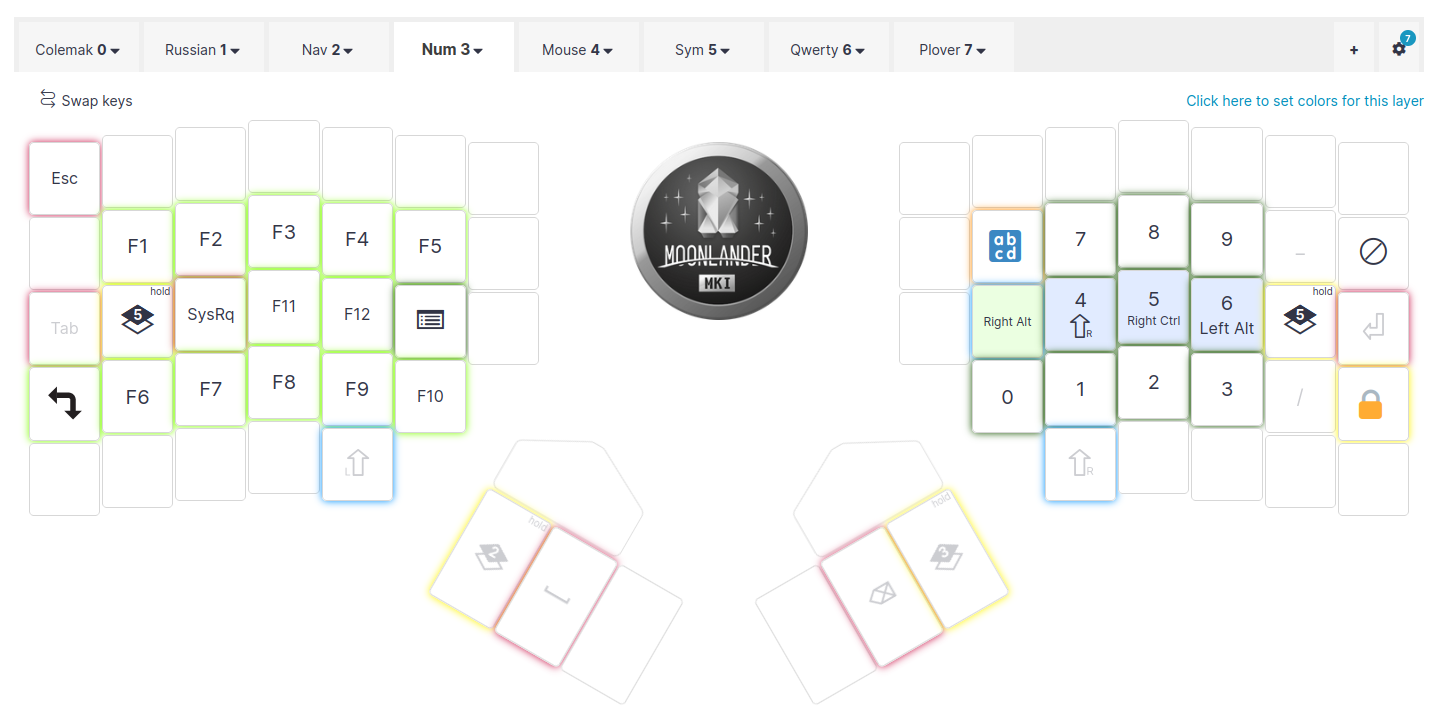 Colemak 0
Russian 1
Nav 2
Num 3
Mouse 4
Sym 5
Qwerty 6
Plover 7
+
7
Swap keys
Click here to set colors for this layer
Esc
F1
F2
F3
F4
F5
MOONLANDER
MKI
ab
cd
7
8
9
_
Tab
hold
5
SysRq
F11
F12
Right Alt
4
R
5
Right Ctrl
6
Left Alt
hold
5
F6
F7
F8
F9
F10
0
1
2
3
/
L
R
hold
2
hold
3